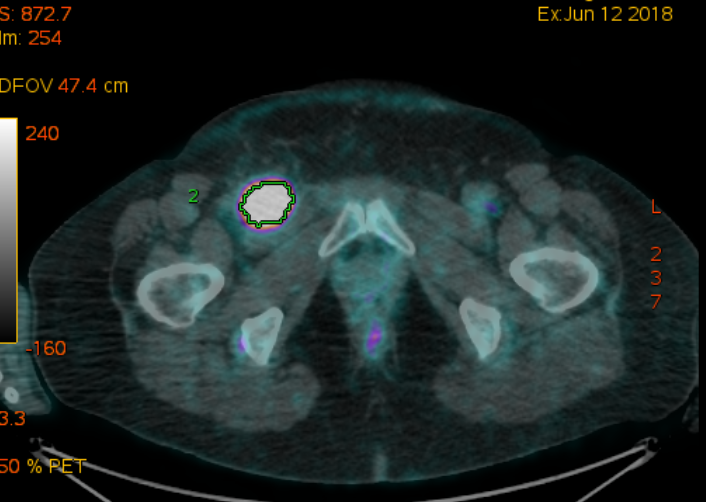 S: 872.7
Ex:Jun 12 2018
Im: 254
DFOV 47.4 cm
240
2
L
2
3
7
-160
3.3
50 % PET